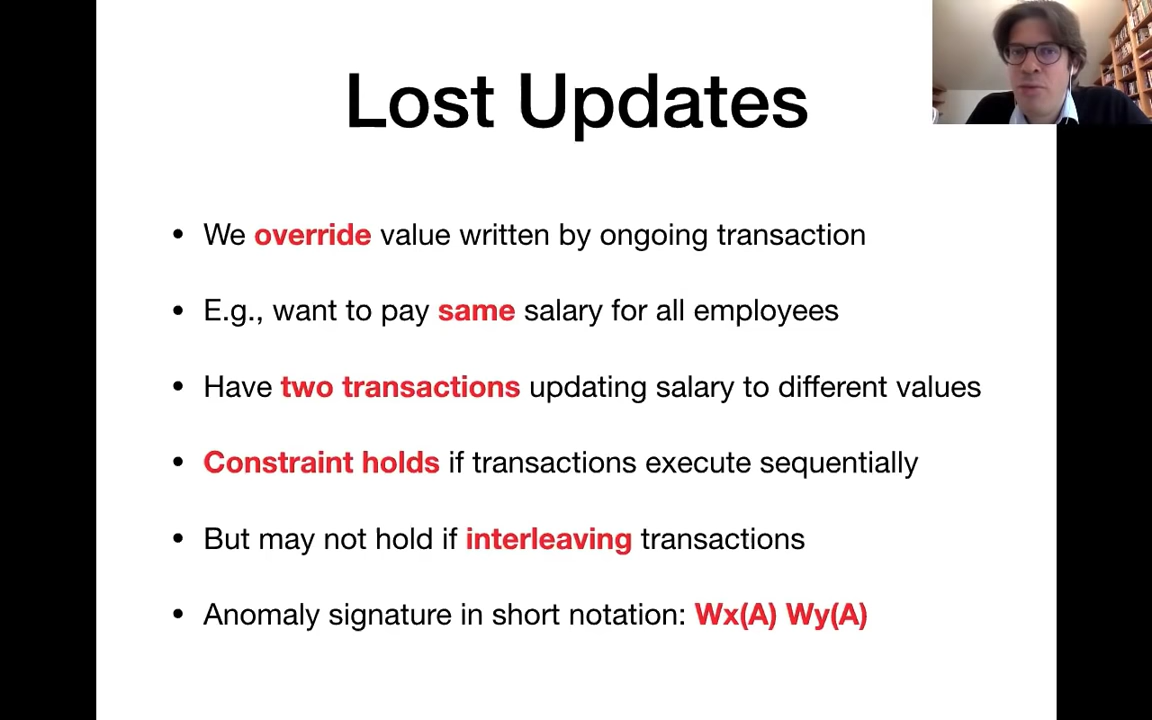 Lost Updates
• We override value written by ongoing transaction
• E.g., want to pay same salary for all employees
• Have two transactions updating salary to different values
• Constraint holds if transactions execute sequentially
• But may not hold if interleaving transactions
• Anomaly signature in short notation: Wx(A) Wy(A)